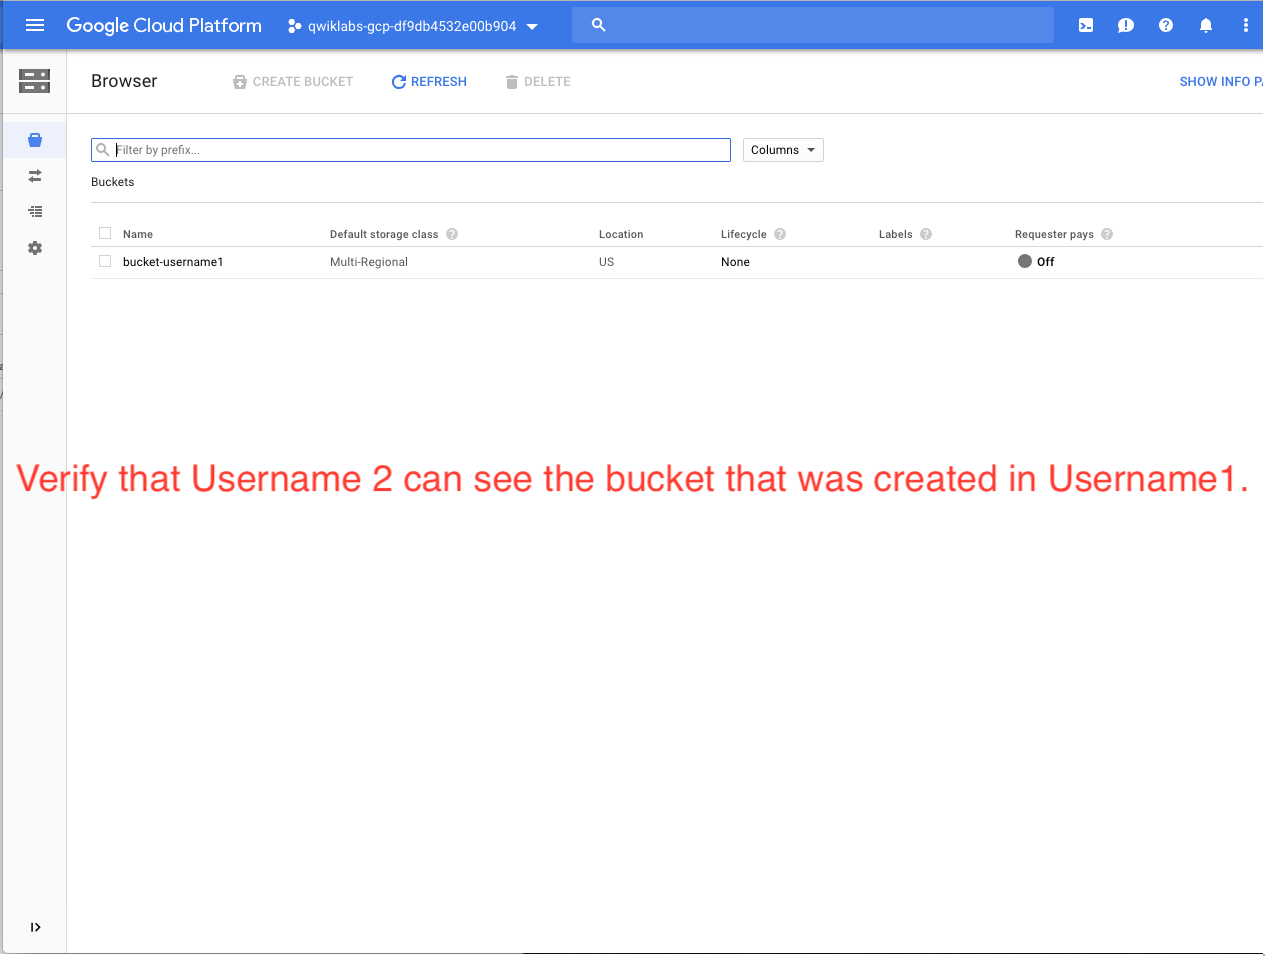 Google Cloud Platform qwiklabs-gcp-df9db4532e00b904
Browser CREATE BUCKET REFRESH DELETE SHOW INFO PA
Filter by prefix... Columns
Buckets
Name Default storage class Location Lifecycle Labels Requester pays
bucket-username1 Multi-Regional US None Off
Verify that Username 2 can see the bucket that was created in Username1.